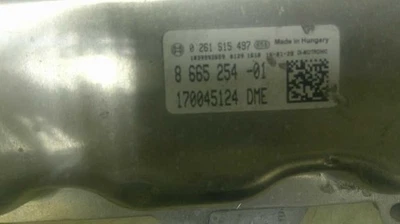 0 261 S15 497 Made in Hungary
8 665 254 -01
170045124 DME